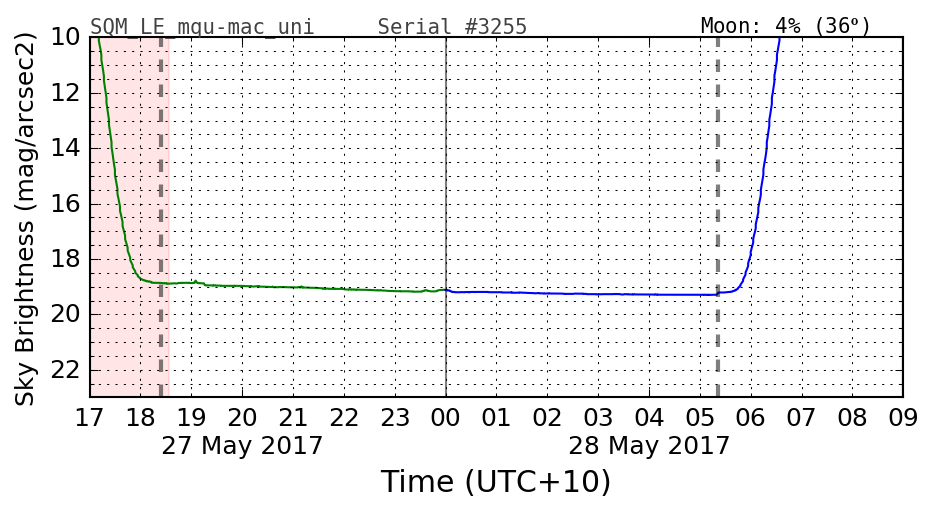 SQM_LE_mqu-mac_uni Serial #3255 Moon: 4% (36°)
10
12
14
16
18
20
22
Sky Brightness (mag/arcsec2)
17 18 19 20 21 22 23 00 01 02 03 04 05 06 07 08 09
27 May 2017 28 May 2017
Time (UTC+10)